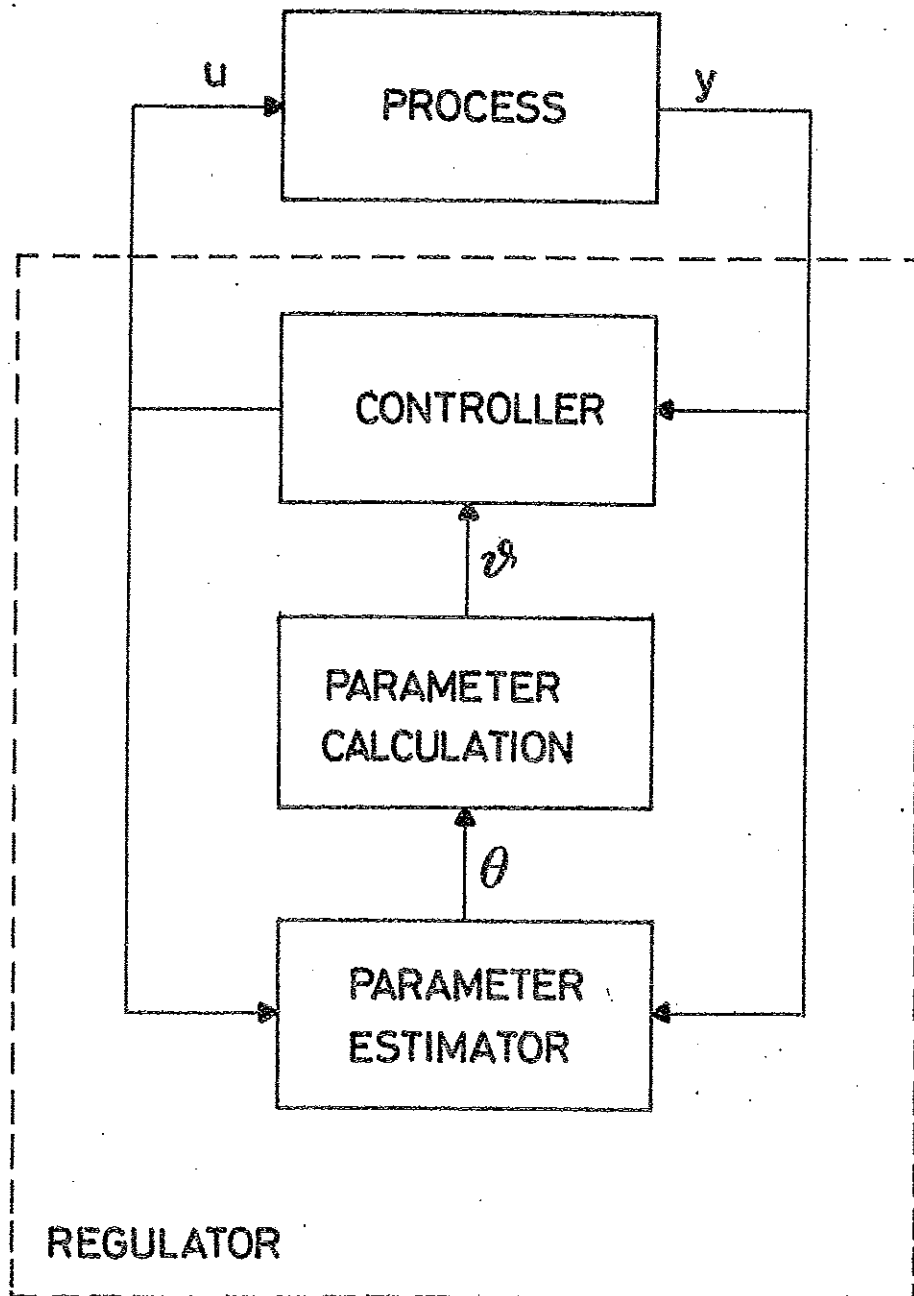 u
PROCESS
y
CONTROLLER
ϑ
PARAMETER
CALCULATION
θ
PARAMETER
ESTIMATOR
REGULATOR